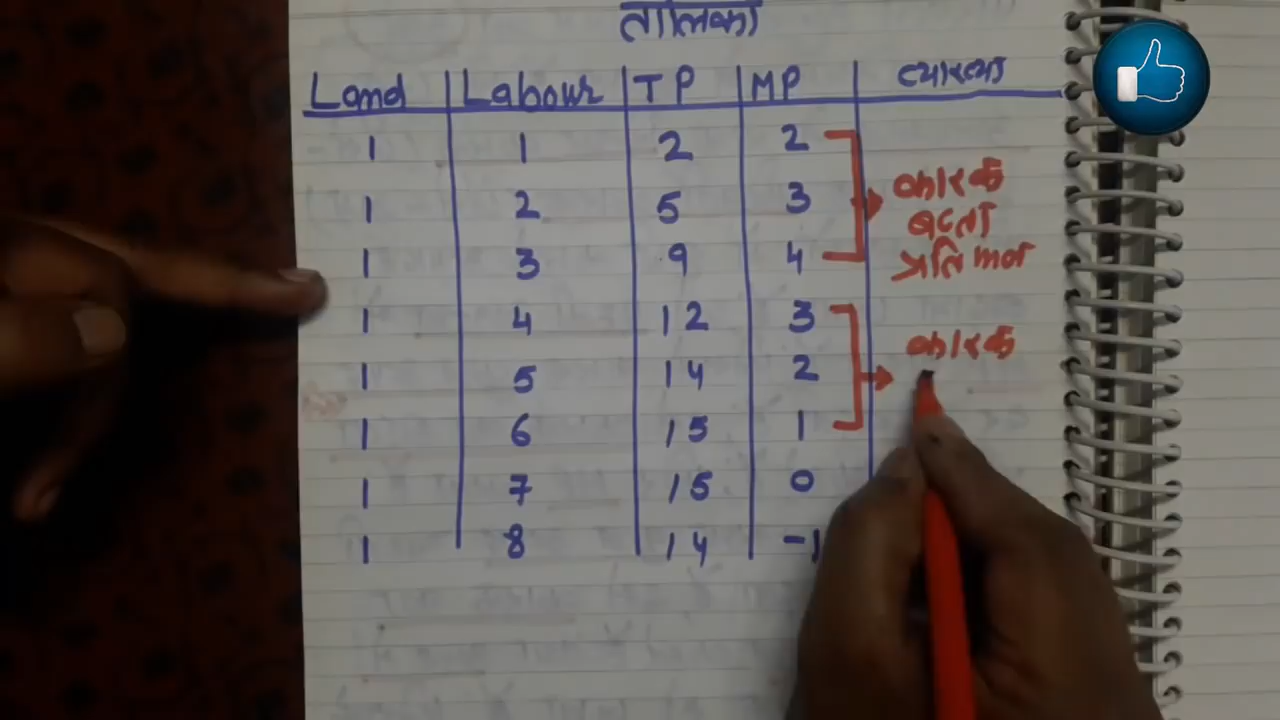 तालिका
Land Labour TP MP व्याख्या
1 1 2 2
1 2 5 3
1 3 9 4
1 4 12 3
1 5 14 2
1 6 15 1
1 7 15 0
1 8 14 -1
कारक
बढ़ता
प्रतिफल
कारक